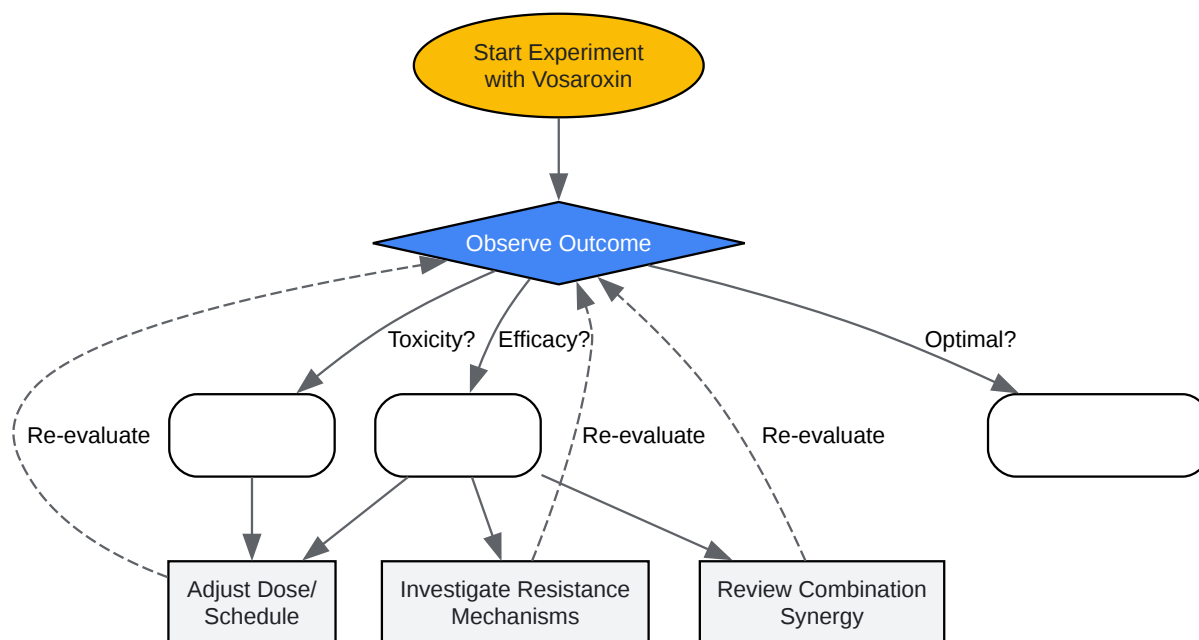 Start Experiment
with Vosaroxin
Observe Outcome
Toxicity?
Efficacy?
Optimal?
Re-evaluate
Re-evaluate
Re-evaluate
Adjust Dose/
Schedule
Investigate Resistance
Mechanisms
Review Combination
Synergy